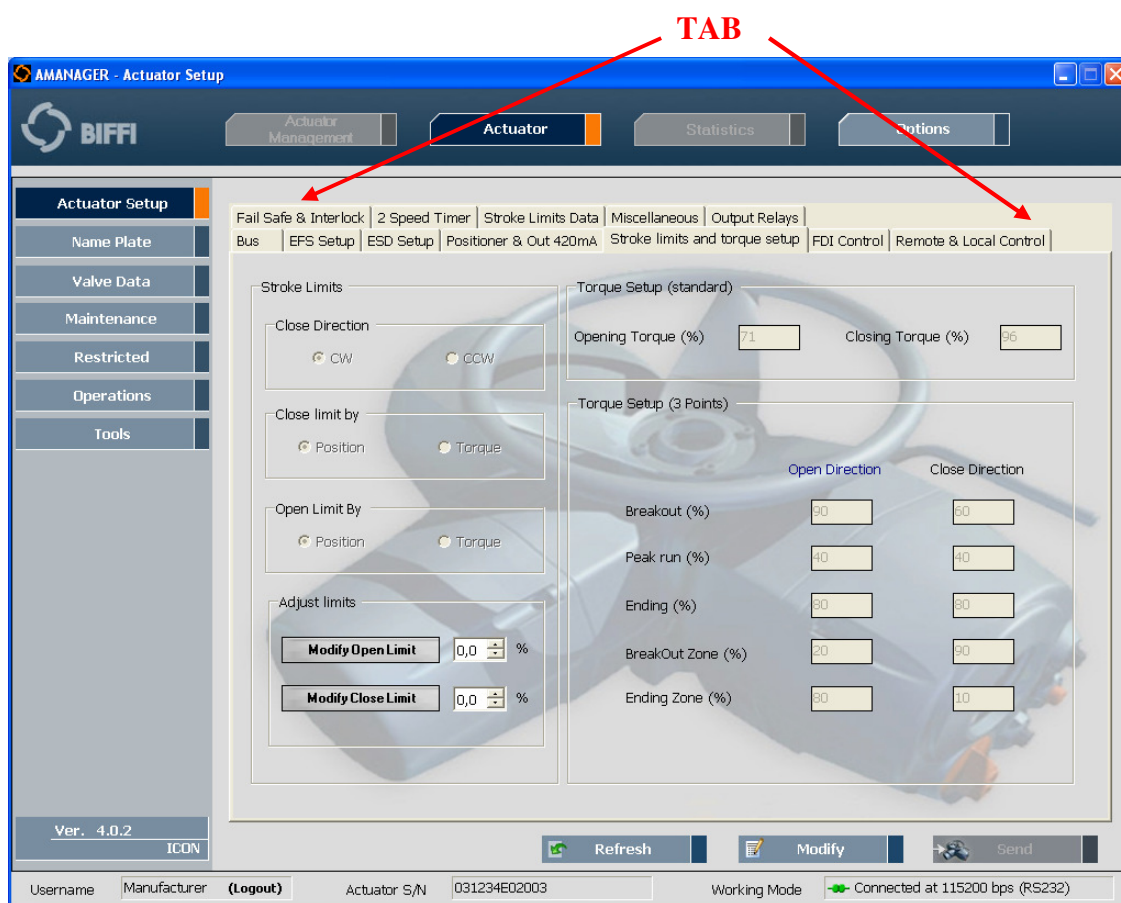 TAB
AMANAGER - Actuator Setup
BIFFI
Actuator Management
Actuator
Statistics
Options
Actuator Setup
Name Plate
Valve Data
Maintenance
Restricted
Operations
Tools
Fail Safe & Interlock 2 Speed Timer Stroke Limits Data Miscellaneous Output Relays
Bus EFS Setup ESD Setup Positioner & Out 420mA Stroke limits and torque setup FDI Control Remote & Local Control
Stroke Limits
Close Direction
CW CCW
Close limit by
Position Torque
Open Limit By
Position Torque
Adjust limits
Modify Open Limit 0,0 %
Modify Close Limit 0,0 %
Torque Setup (standard)
Opening Torque (%) 71 Closing Torque (%) 96
Torque Setup (3 Points)
Open Direction Close Direction
Breakout (%) 90 60
Peak run (%) 40 40
Ending (%) 80 80
BreakOut Zone (%) 20 90
Ending Zone (%) 80 10
Ver. 4.0.2
ICON
Refresh Modify Send
Username Manufacturer (Logout) Actuator S/N 031234E02003 Working Mode Connected at 115200 bps (RS232)